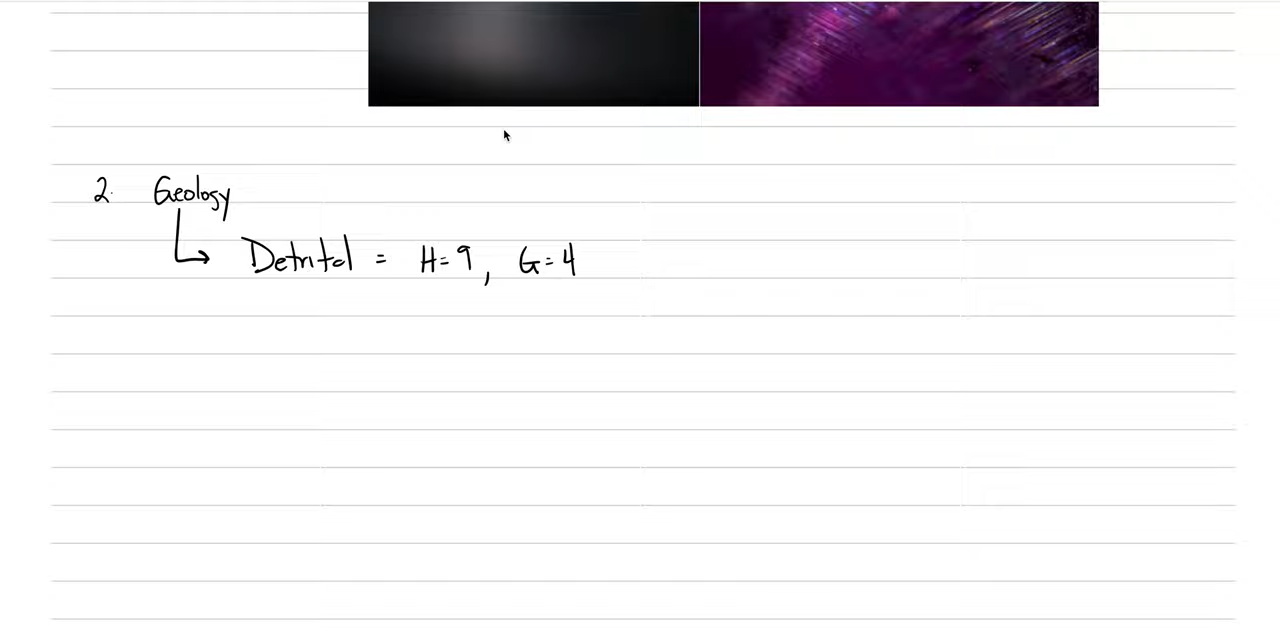 2. Geology
Detrital = H=9, G=4